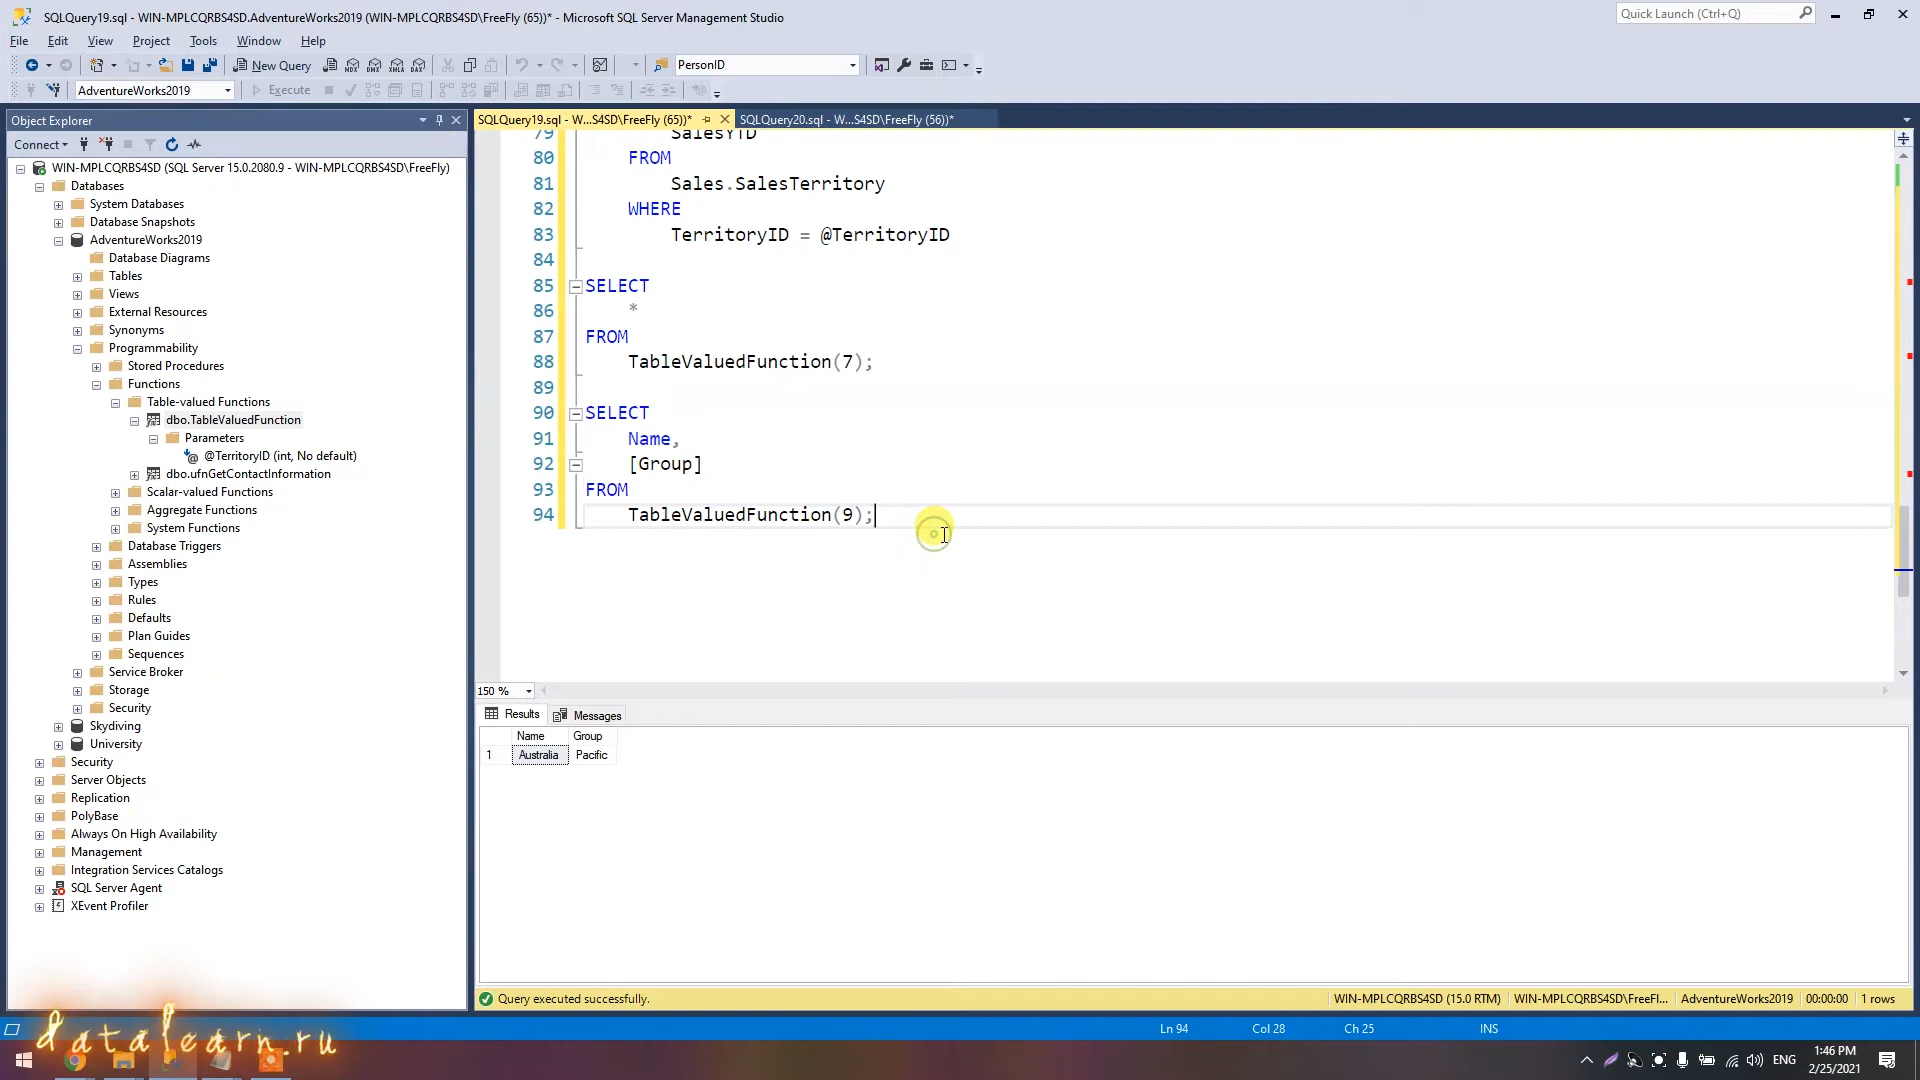 SQLQuery19.sql - WIN-MPLCQRBS4SD.AdventureWorks2019 (WIN-MPLCQRBS4SD\FreeFly (65))* - Microsoft SQL Server Management Studio
Quick Launch (Ctrl+Q)
File Edit View Project Tools Window Help
New Query
MDX DMX XMLA DAX
PersonID
AdventureWorks2019
Execute
Object Explorer
SQLQuery19.sql - W...S4SD\FreeFly (65))*
SQLQuery20.sql - W...S4SD\FreeFly (56))*
Connect
WIN-MPLCQRBS4SD (SQL Server 15.0.2080.9 - WIN-MPLCQRBS4SD\FreeFly)
Databases
System Databases
Database Snapshots
AdventureWorks2019
Database Diagrams
Tables
Views
External Resources
Synonyms
Programmability
Stored Procedures
Functions
Table-valued Functions
dbo.TableValuedFunction
Parameters
@TerritoryID (int, No default)
dbo.ufnGetContactInformation
Scalar-valued Functions
Aggregate Functions
System Functions
Database Triggers
Assemblies
Types
Rules
Defaults
Plan Guides
Sequences
Service Broker
Storage
Security
Skydiving
University
Security
Server Objects
Replication
PolyBase
Always On High Availability
Management
Integration Services Catalogs
SQL Server Agent
XEvent Profiler
79 SalesYTD
80 FROM
81 Sales.SalesTerritory
82 WHERE
83 TerritoryID = @TerritoryID
84
85 SELECT
86 *
87 FROM
88 TableValuedFunction(7);
89
90 SELECT
91 Name,
92 [Group]
93 FROM
94 TableValuedFunction(9);
150 %
Results Messages
Name Group
1 Australia Pacific
Query executed successfully.
WIN-MPLCQRBS4SD (15.0 RTM) WIN-MPLCQRBS4SD\FreeFl... AdventureWorks2019 00:00:00 1 rows
Ln 94 Col 28 Ch 25 INS
datalearn.ru
ENG
1:46 PM
2/25/2021